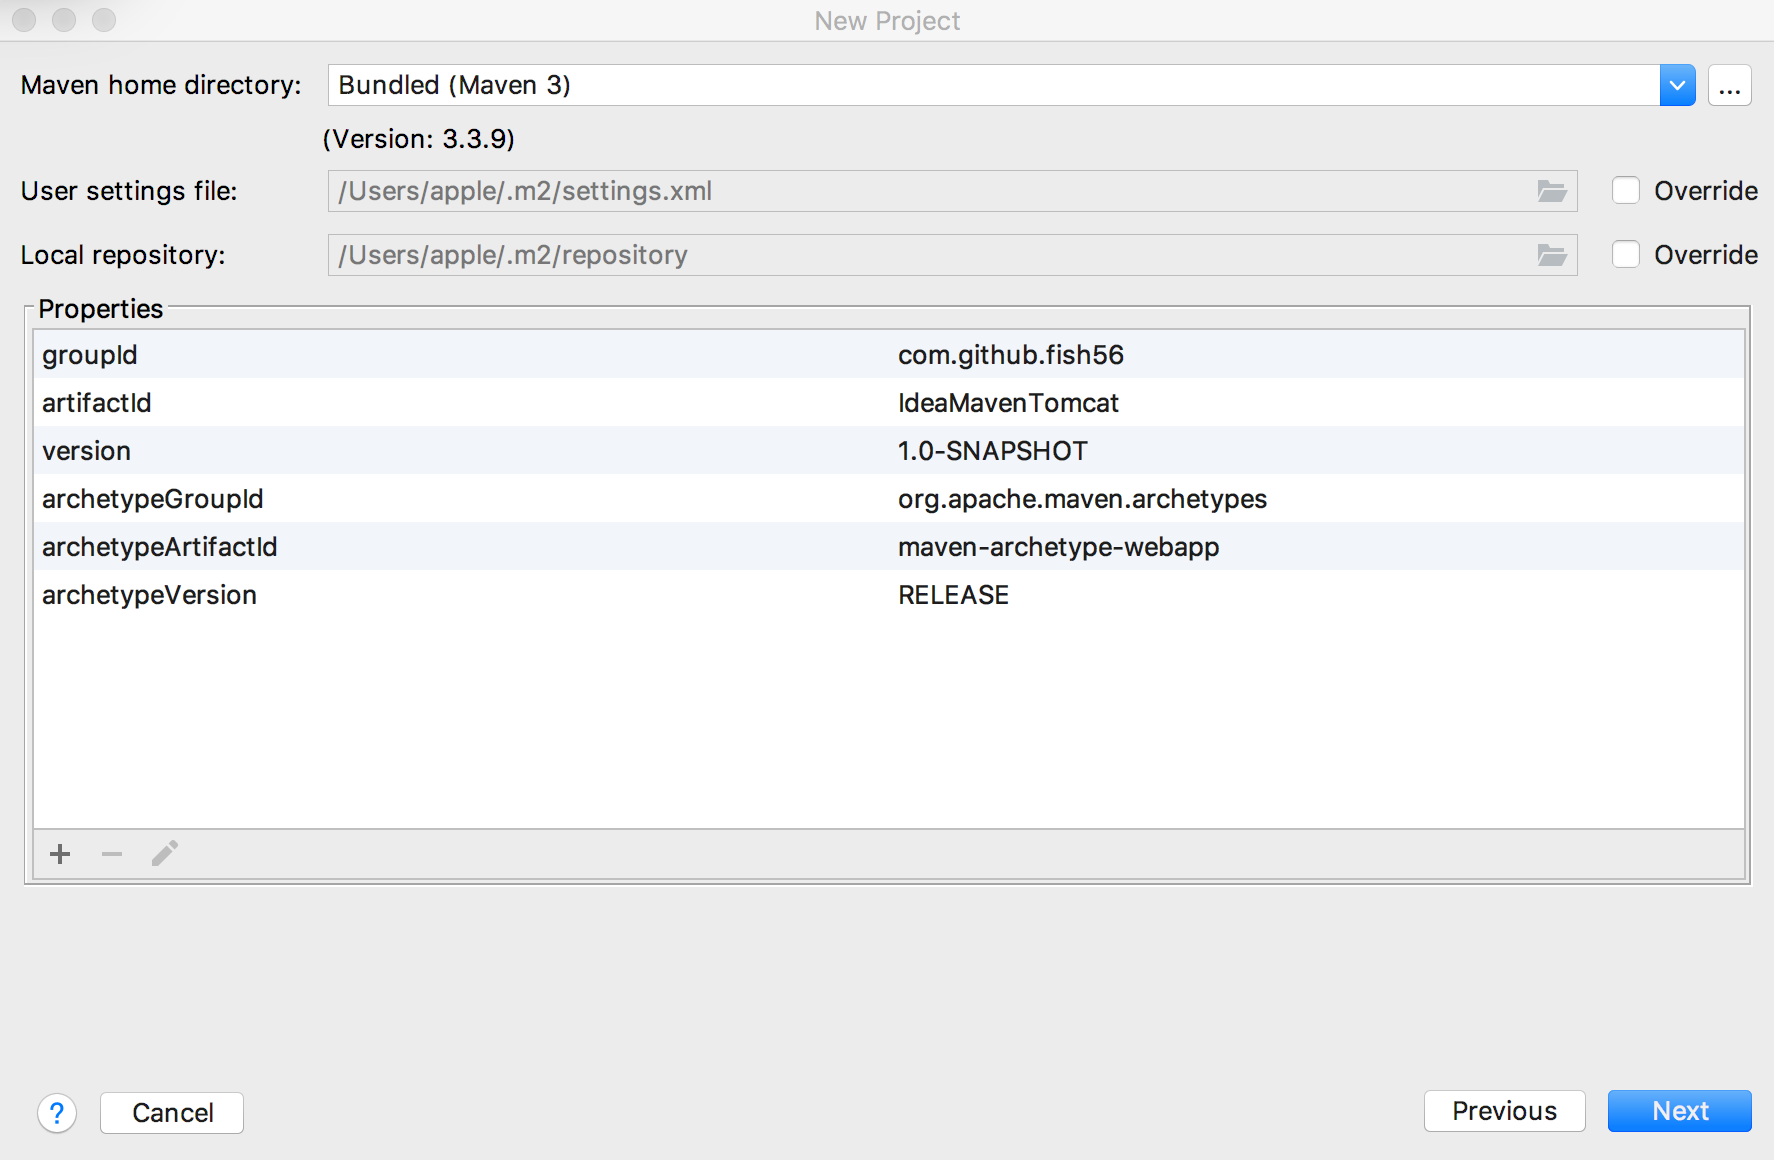 New Project
Maven home directory: Bundled (Maven 3) ...
(Version: 3.3.9)
User settings file: /Users/apple/.m2/settings.xml Override
Local repository: /Users/apple/.m2/repository Override
Properties
groupId com.github.fish56
artifactId IdeaMavenTomcat
version 1.0-SNAPSHOT
archetypeGroupId org.apache.maven.archetypes
archetypeArtifactId maven-archetype-webapp
archetypeVersion RELEASE
? Cancel Previous Next